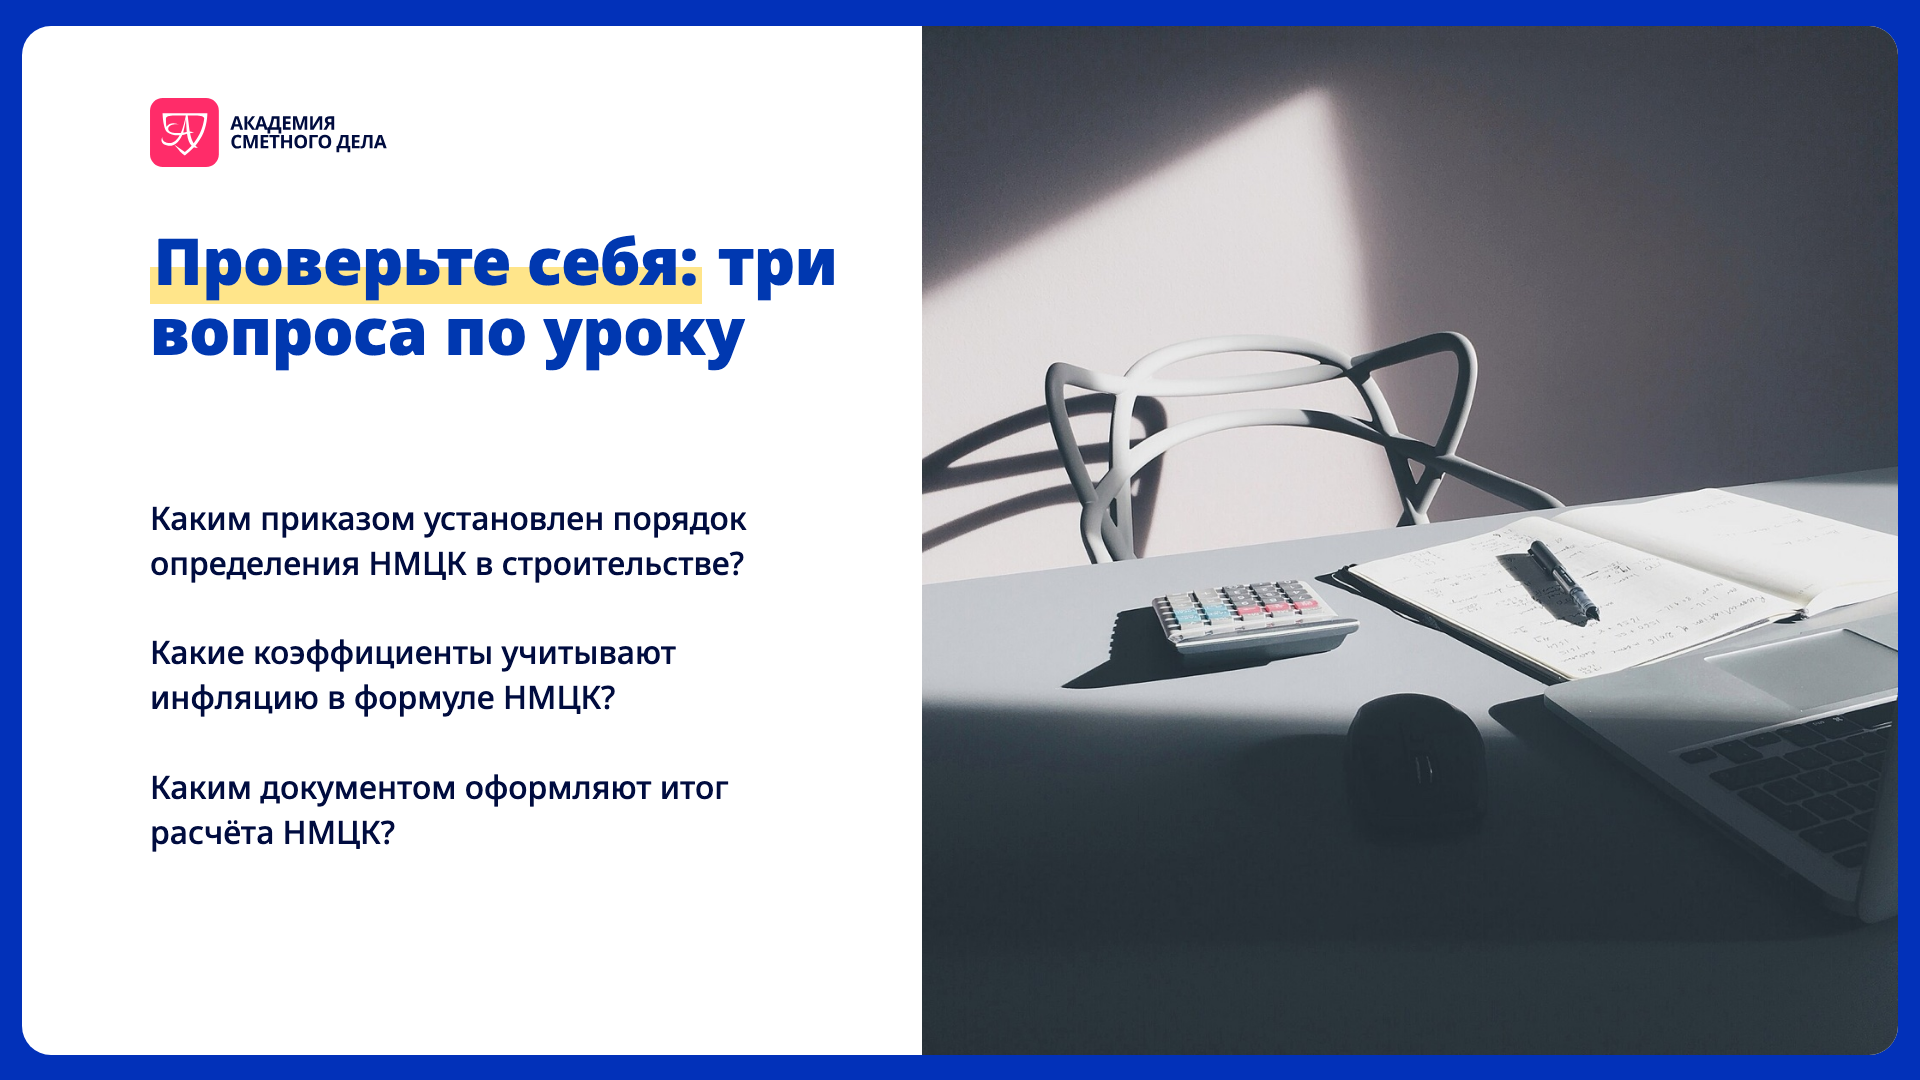 АКАДЕМИЯ
СМЕТНОГО ДЕЛА
Проверьте себя: три
вопроса по уроку
Каким приказом установлен порядок
определения НМЦК в строительстве?
Какие коэффициенты учитывают
инфляцию в формуле НМЦК?
Каким документом оформляют итог
расчёта НМЦК?